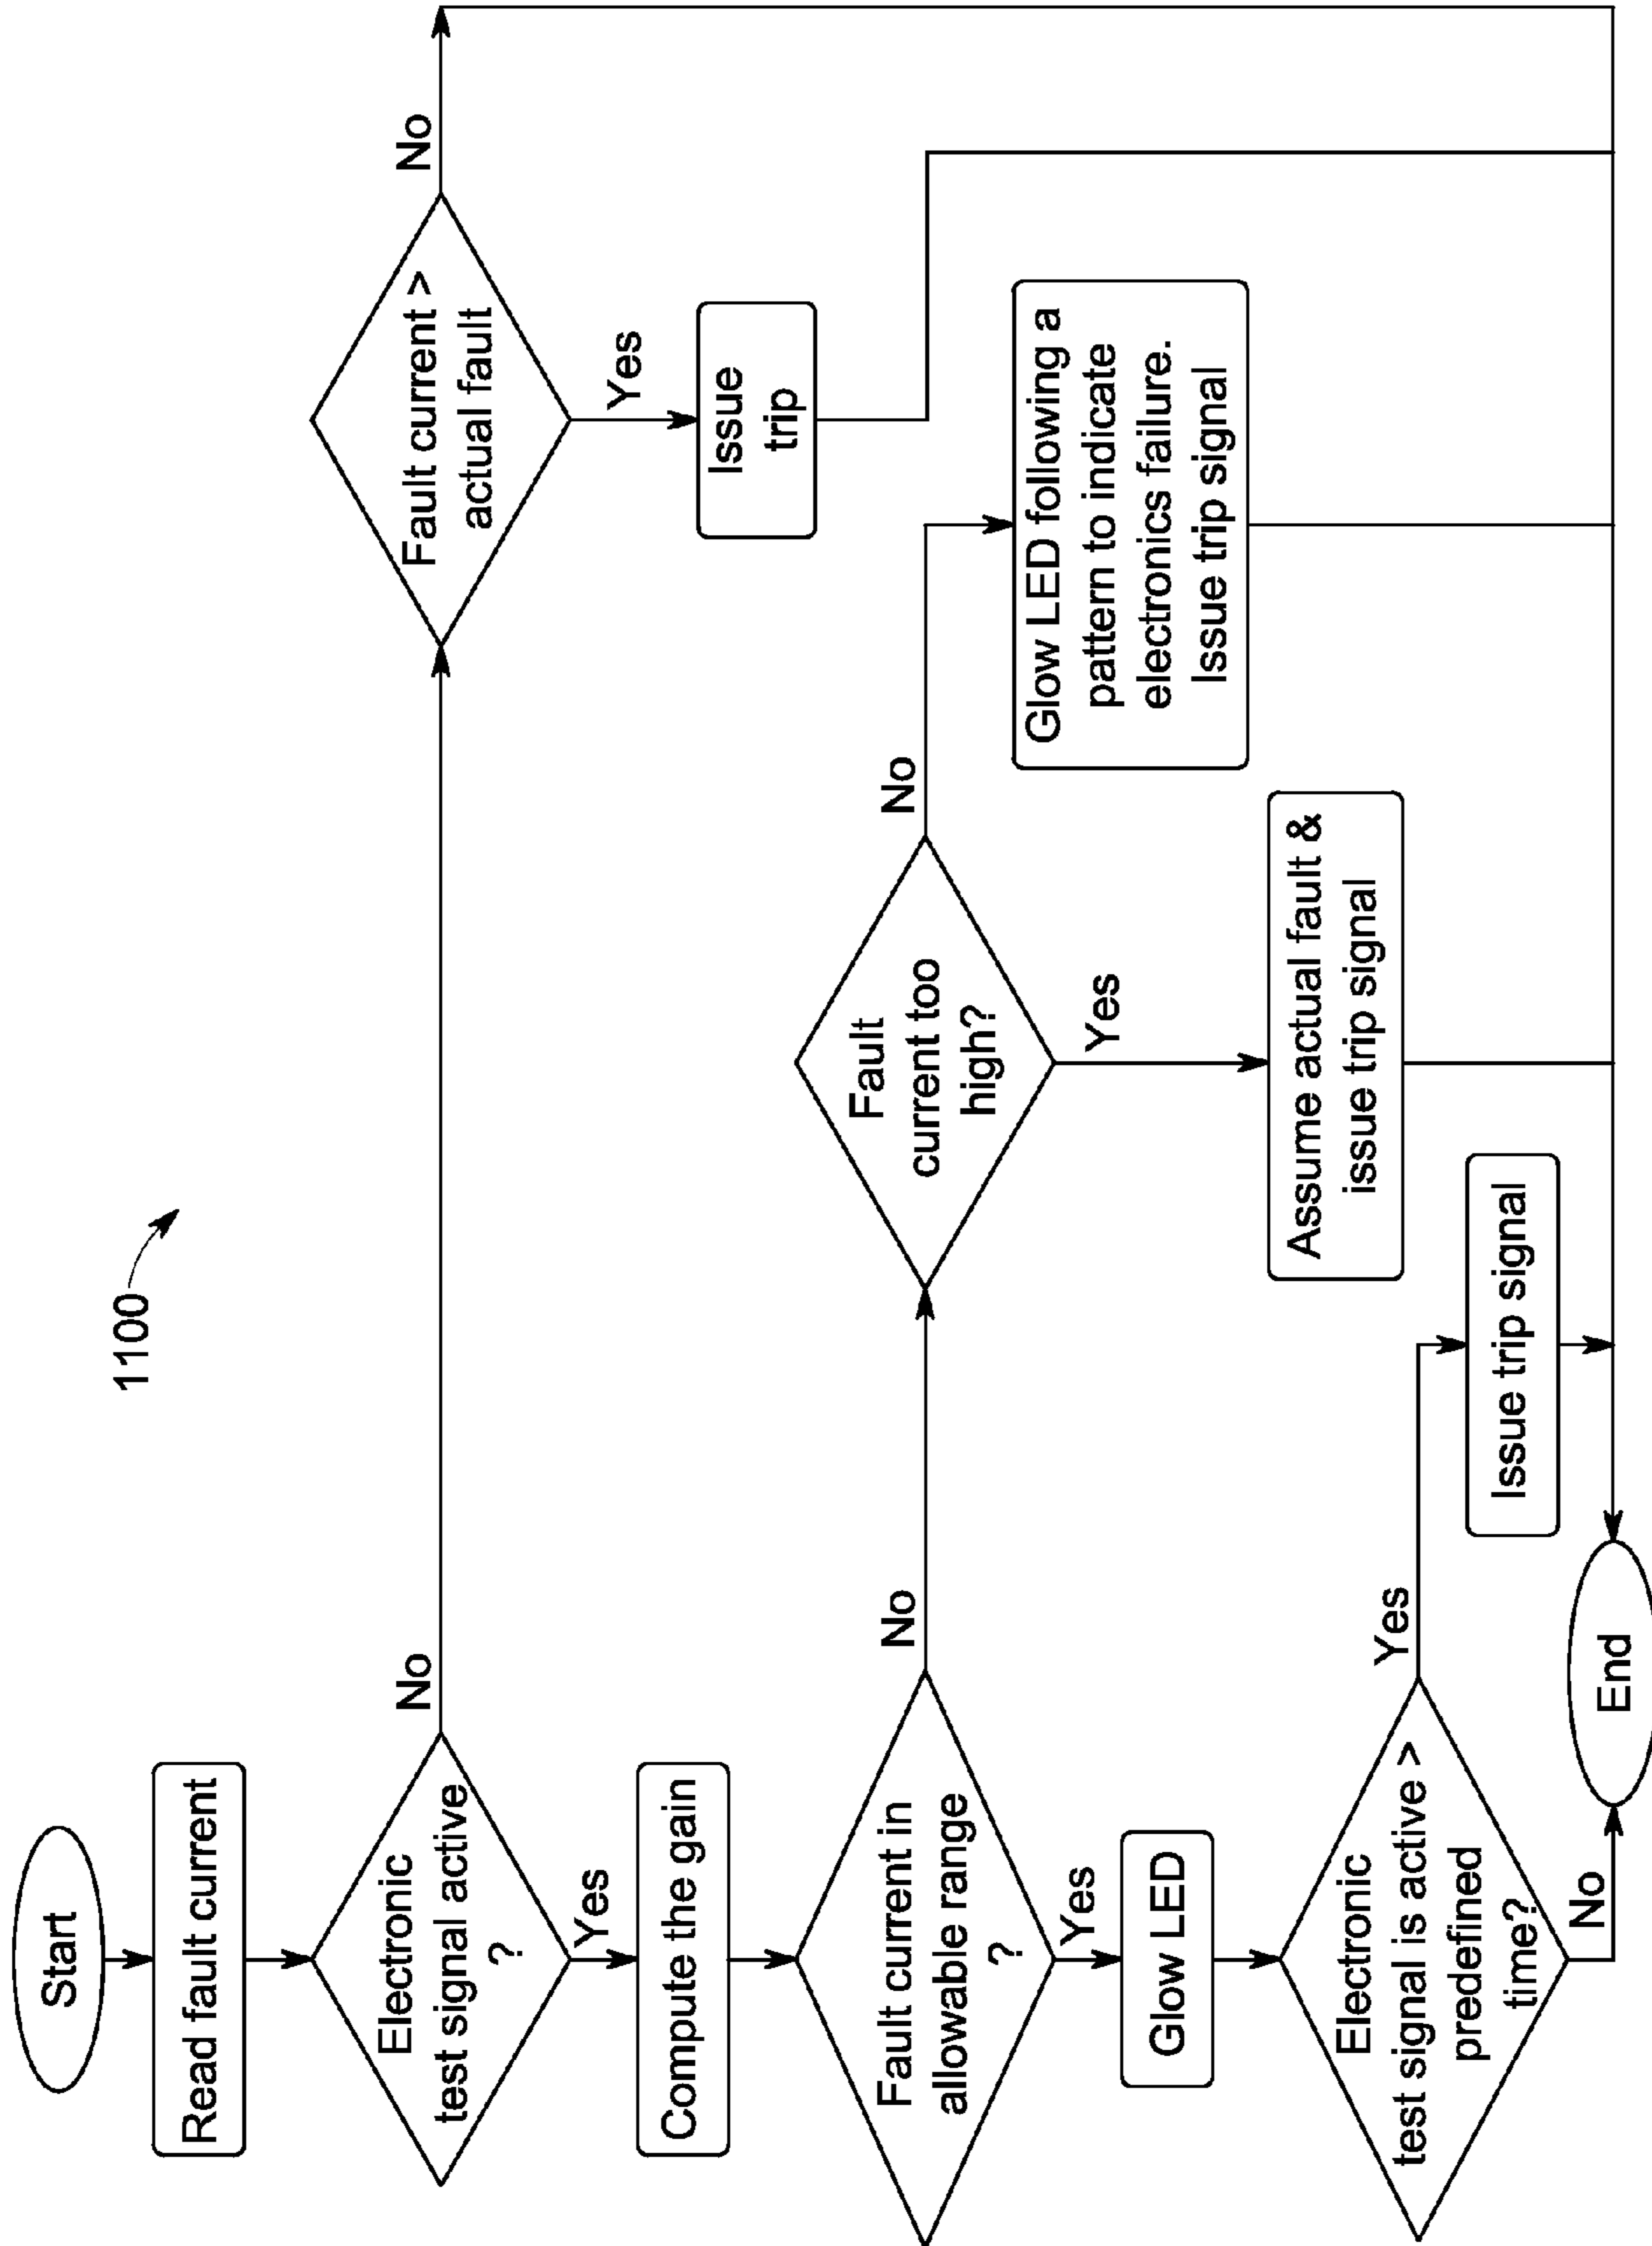 1100
Start
Read fault current
Electronic
test signal active
?
No
Fault current >
actual fault
No
Yes
Issue
trip
Yes
Compute the gain
Fault current in
allowable range
?
No
Fault
current too
high?
No
Glow LED following a
pattern to indicate
electronics failure.
Issue trip signal
Yes
Assume actual fault &
issue trip signal
Yes
Glow LED
Electronic
test signal is active >
predefined
time?
Yes
Issue trip signal
No
End